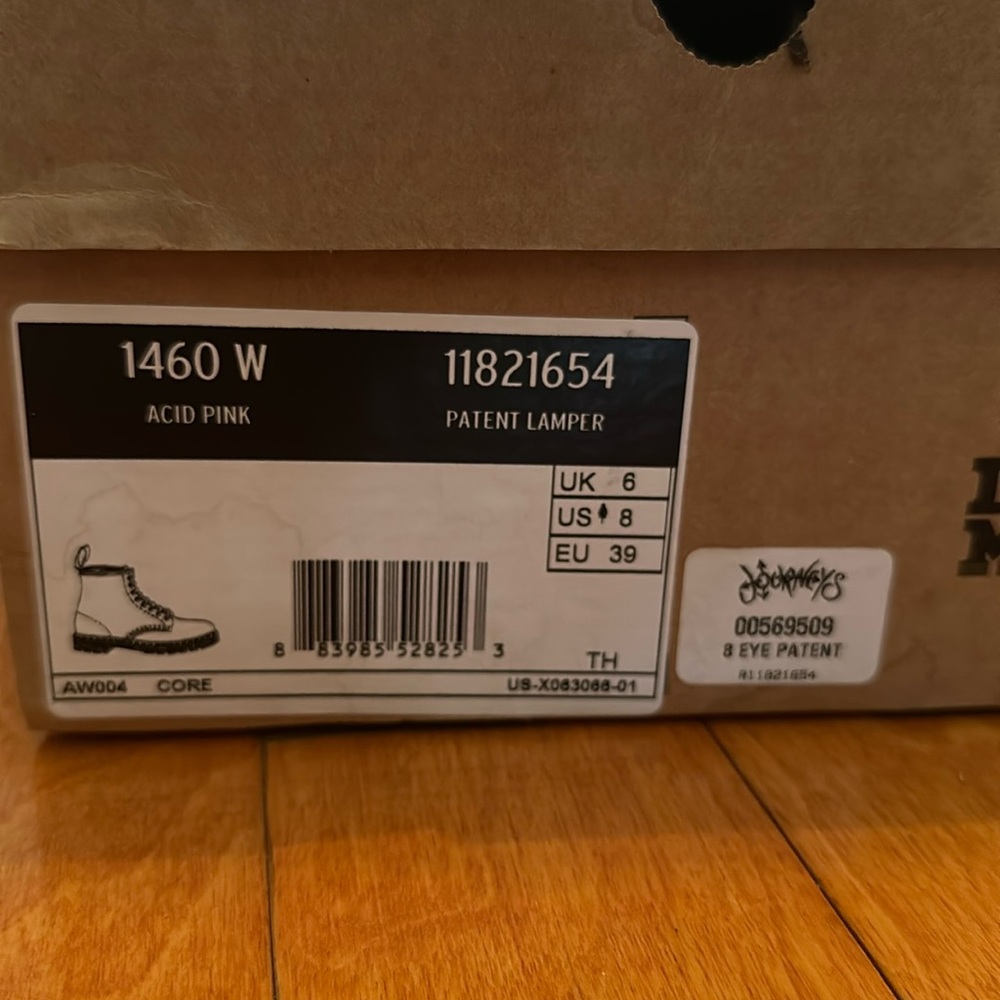 1460 W 11821654
ACID PINK PATENT LAMPER
UK 6
US 8
EU 39
8 83985 52825 3
TH
AW004 CORE US-X063066-01
JOURNEYS
00569509
8 EYE PATENT
R11821654